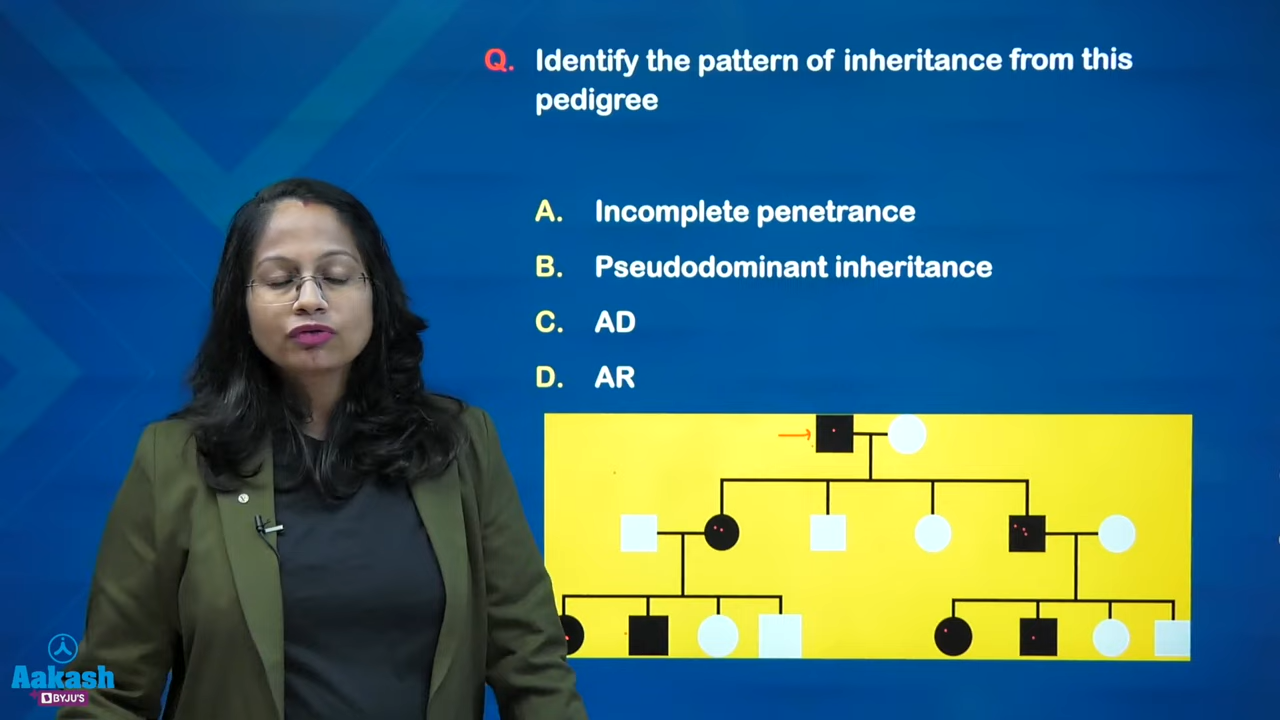 Q. Identify the pattern of inheritance from this
pedigree
A. Incomplete penetrance
B. Pseudodominant inheritance
C. AD
D. AR
Aakash
BYJU'S